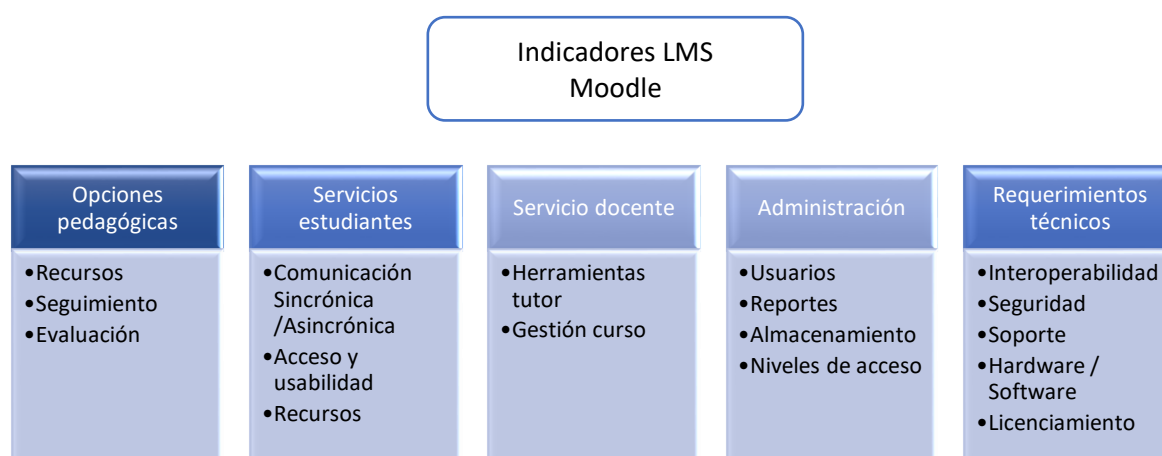 Indicadores LMS
Moodle
Opciones
pedagógicas
•Recursos
•Seguimiento
•Evaluación
Servicios
estudiantes
•Comunicación
Sincrónica
/Asincrónica
•Acceso y
usabilidad
•Recursos
Servicio docente
•Herramientas
tutor
•Gestión curso
Administración
•Usuarios
•Reportes
•Almacenamiento
•Niveles de acceso
Requerimientos
técnicos
•Interoperabilidad
•Seguridad
•Soporte
•Hardware /
Software
•Licenciamiento